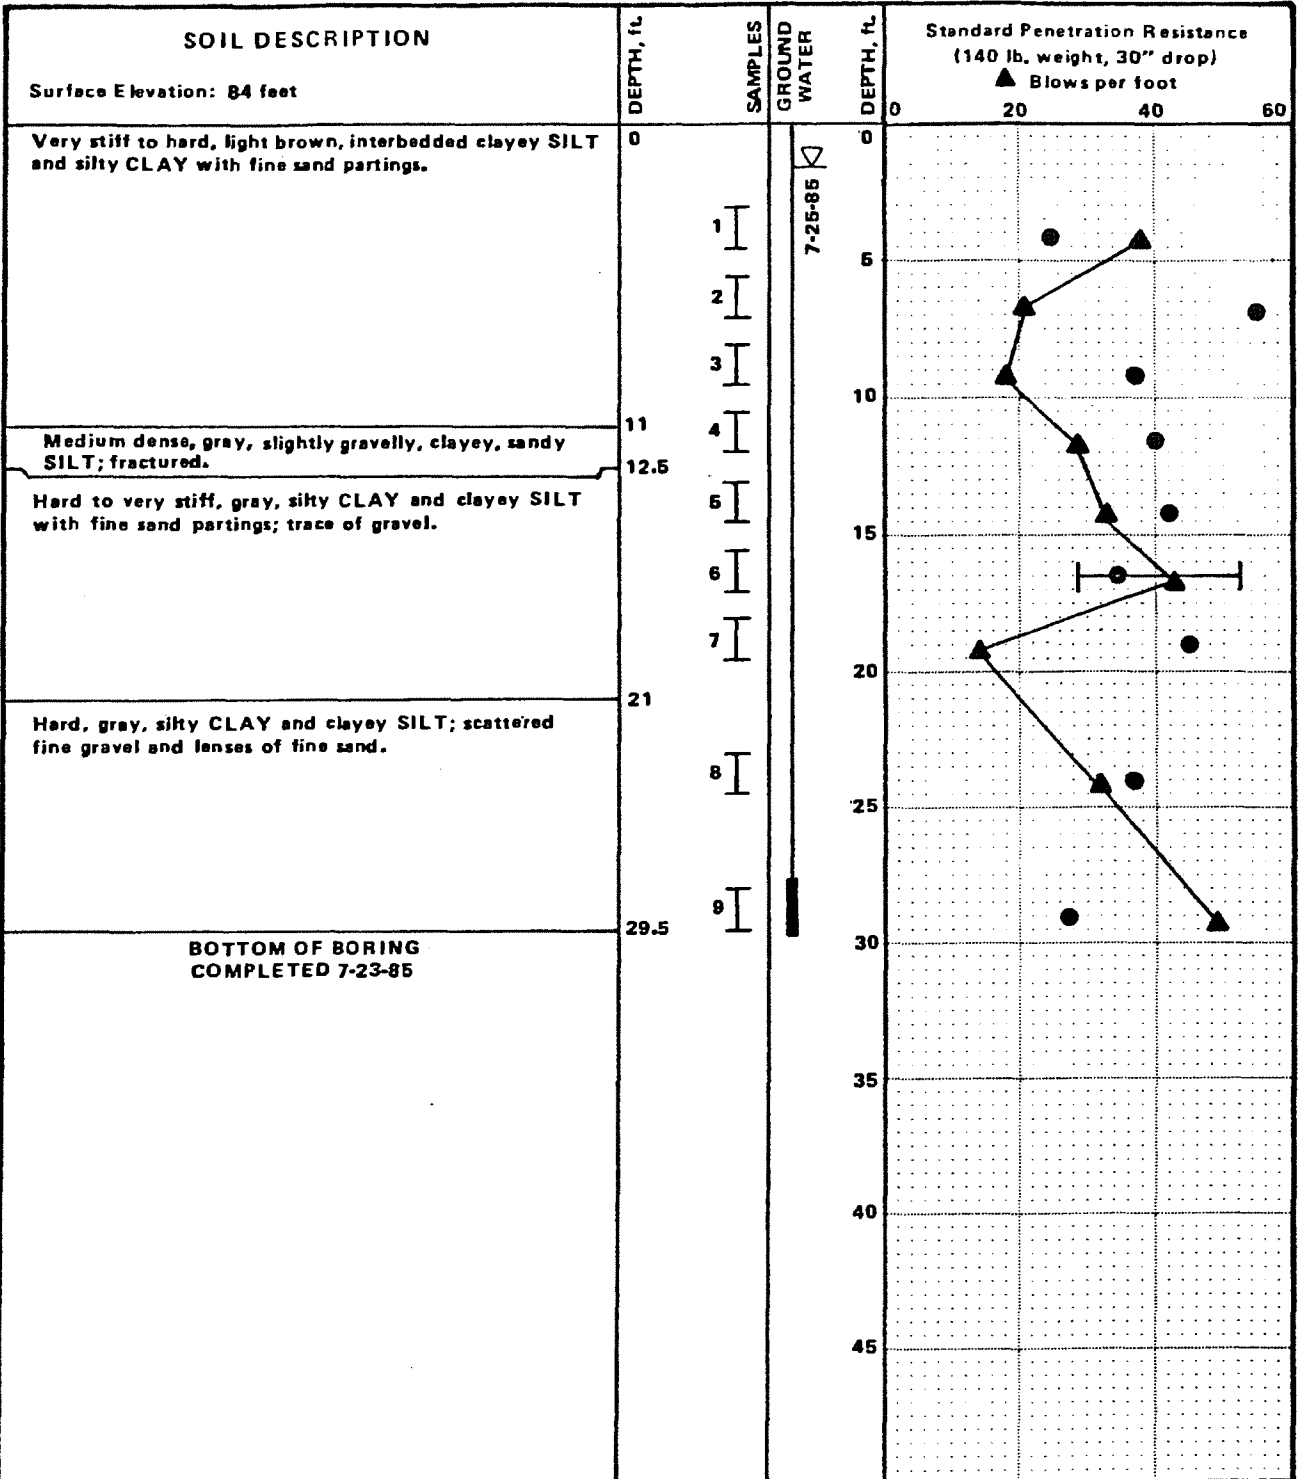 SOIL DESCRIPTION
Surface Elevation: 84 feet
DEPTH, ft.
SAMPLES
GROUND
WATER
DEPTH, ft.
Standard Penetration Resistance
(140 lb. weight, 30" drop)
▲ Blows per foot
0 20 40 60
Very stiff to hard, light brown, interbedded clayey SILT
and silty CLAY with fine sand partings.
0
7-25-85
0
1
5
2
3
10
11
4
Medium dense, gray, slightly gravelly, clayey, sandy
SILT; fractured.
12.5
Hard to very stiff, gray, silty CLAY and clayey SILT
with fine sand partings; trace of gravel.
5
15
6
7
20
21
Hard, gray, silty CLAY and clayey SILT; scattered
fine gravel and lenses of fine sand.
8
25
9
29.5
30
BOTTOM OF BORING
COMPLETED 7-23-85
35
40
45